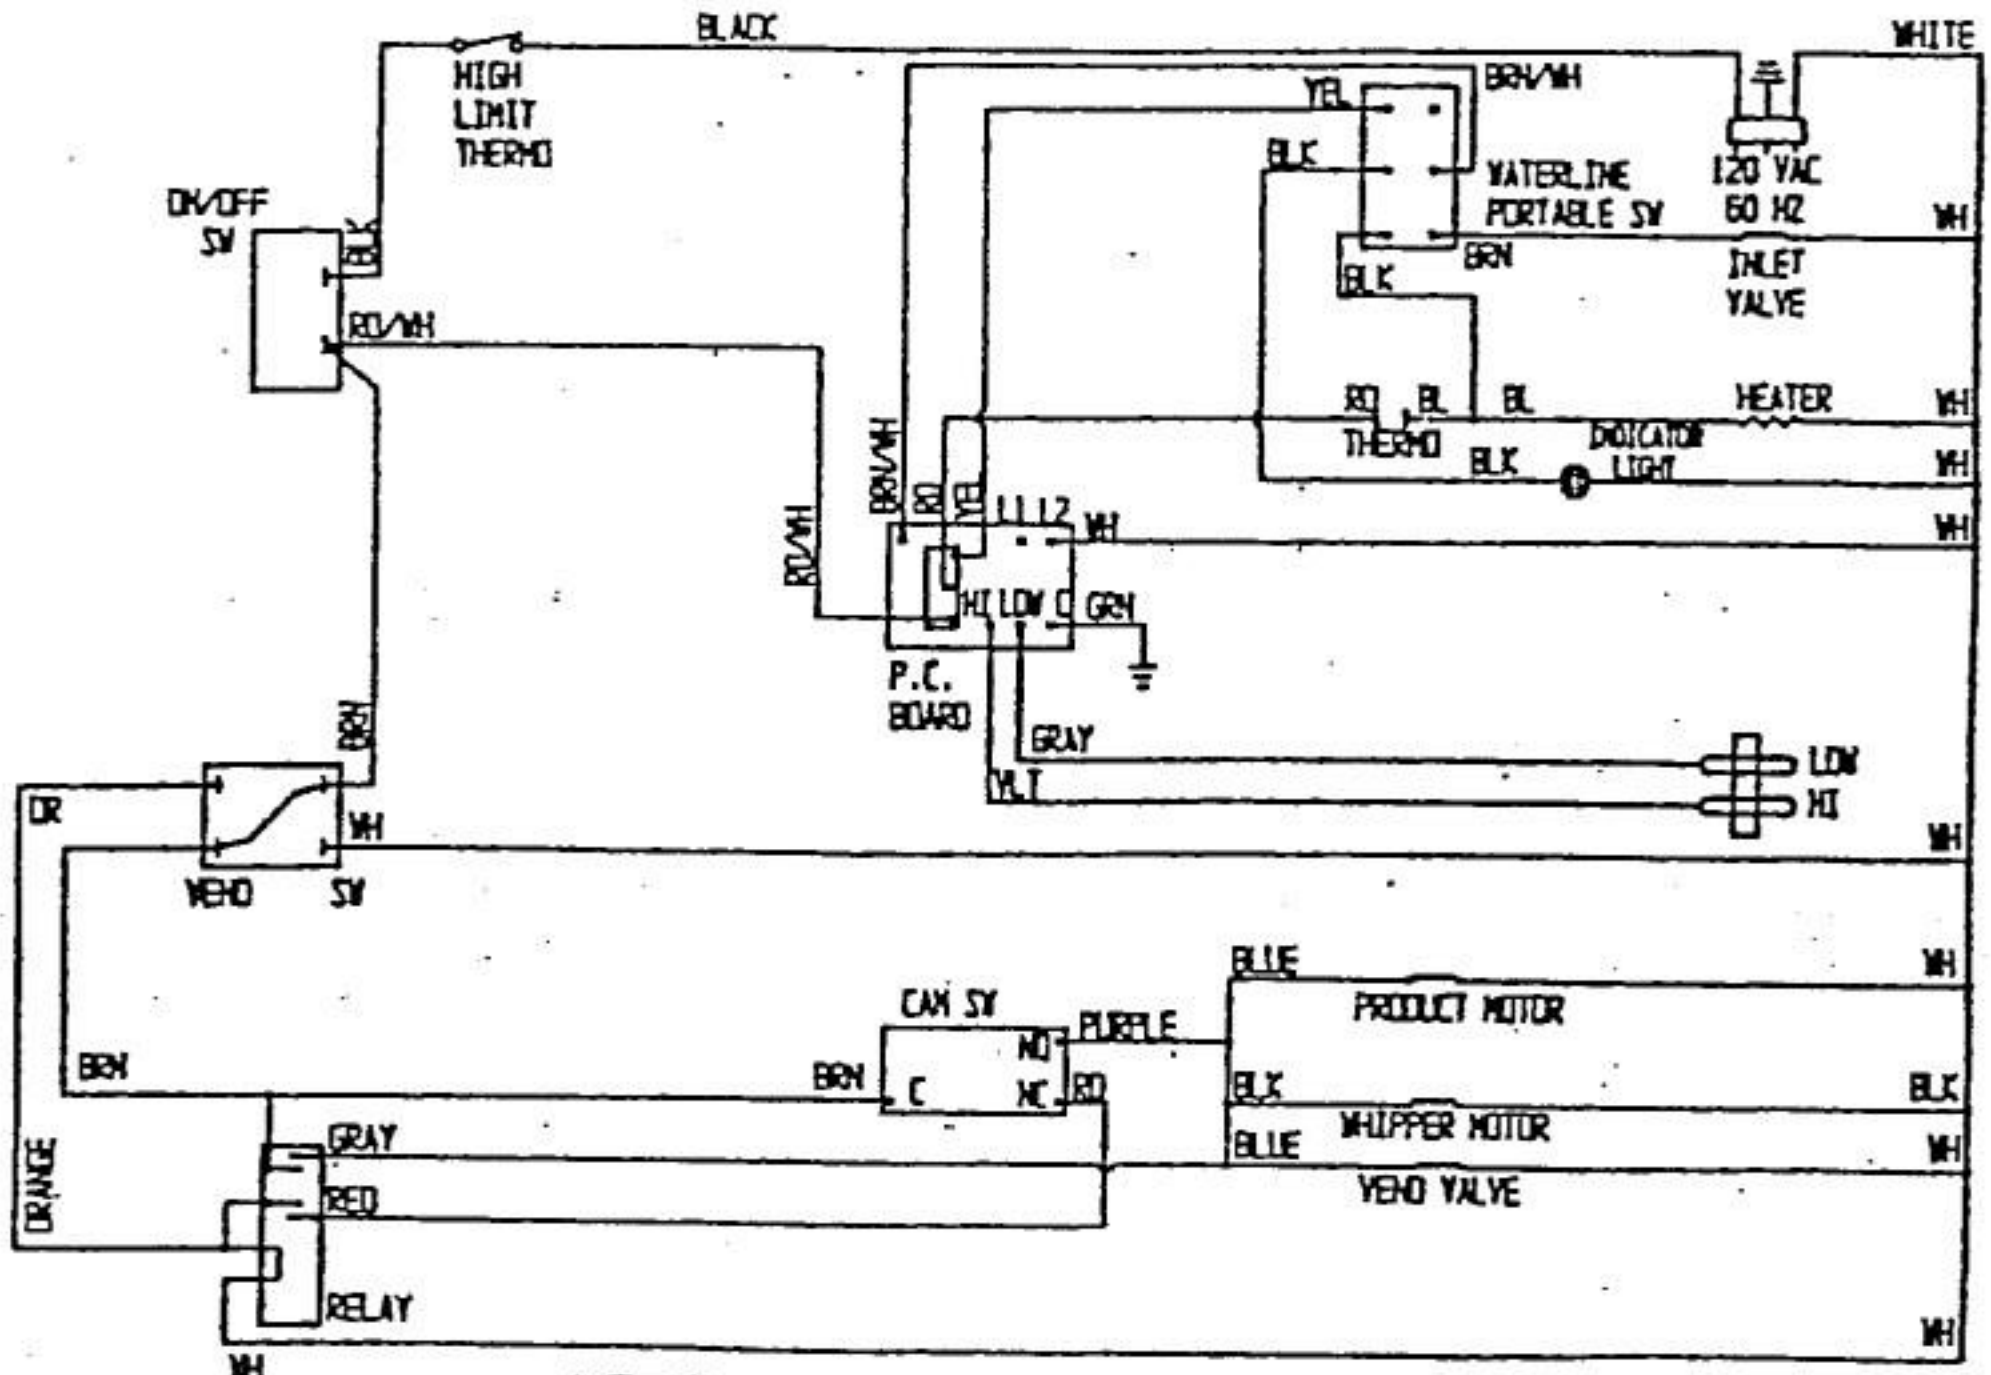 BLACK
WHITE
HIGH
LIMIT
THERMO
YEL
BRN/WH
BLK
WATERLINE
PORTABLE SW
120 VAC
60 HZ
WH
ON/OFF
SW
BLK
BRN
INLET
VALVE
BLK
RD/WH
RD
BL
BL
HEATER
WH
THERMO
INDICATOR
LIGHT
BLK
WH
BRN/WH
RD
YEL
L1 L2
WH
WH
RD/WH
HI LOW C
GRN
P.C.
BOARD
BRN
GRAY
LOW
VLT
HI
OR
WH
WH
VEND SW
BLUE
WH
PRODUCT MOTOR
CAM SW
NO
PURPLE
BRN
BRN
C
NC
RD
BLK
BLK
WHIPPER MOTOR
GRAY
BLUE
WH
VEND VALVE
ORANGE
RED
RELAY
WH
WH